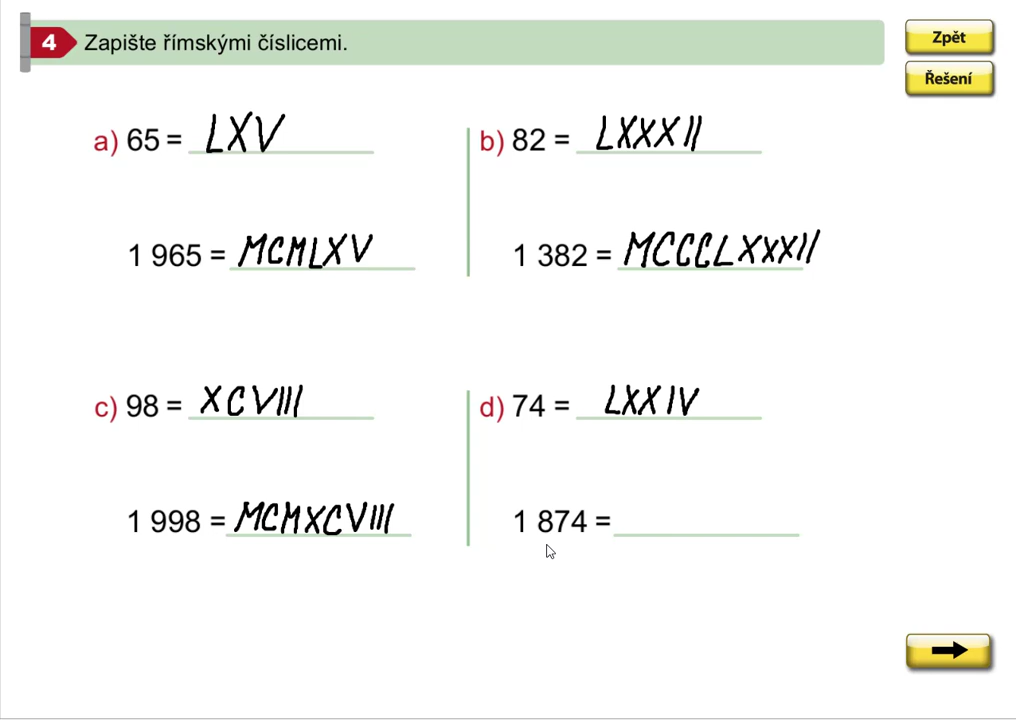 4 Zapište římskými číslicemi.
Zpět
Řešení
a) 65 = LXV
b) 82 = LXXXII
1 965 = MCMLXV
1 382 = MCCCLXXXII
c) 98 = XCVIII
d) 74 = LXXIV
1 998 = MCMXCVIII
1 874 =